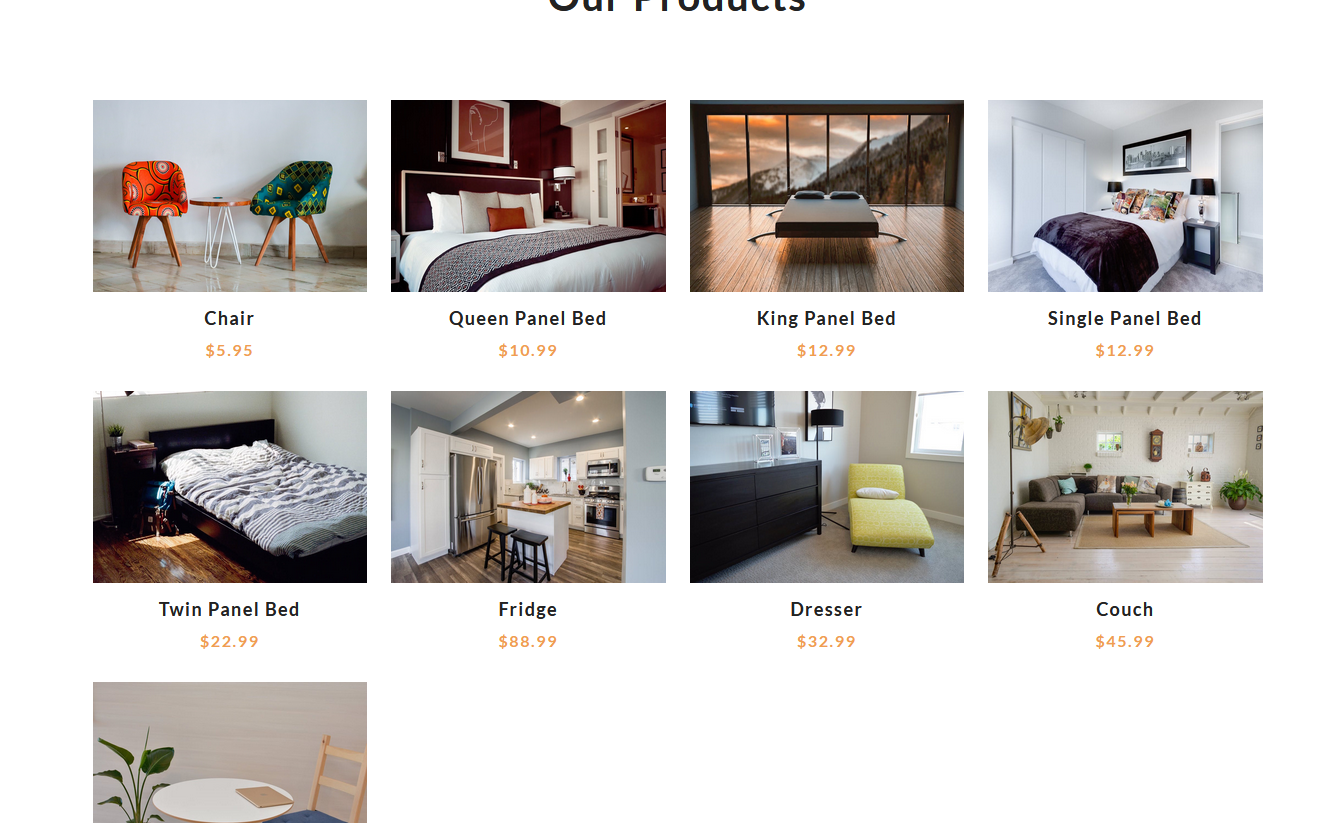 Our Products
Chair
$5.95
Queen Panel Bed
$10.99
King Panel Bed
$12.99
Single Panel Bed
$12.99
Twin Panel Bed
$22.99
Fridge
$88.99
Dresser
$32.99
Couch
$45.99